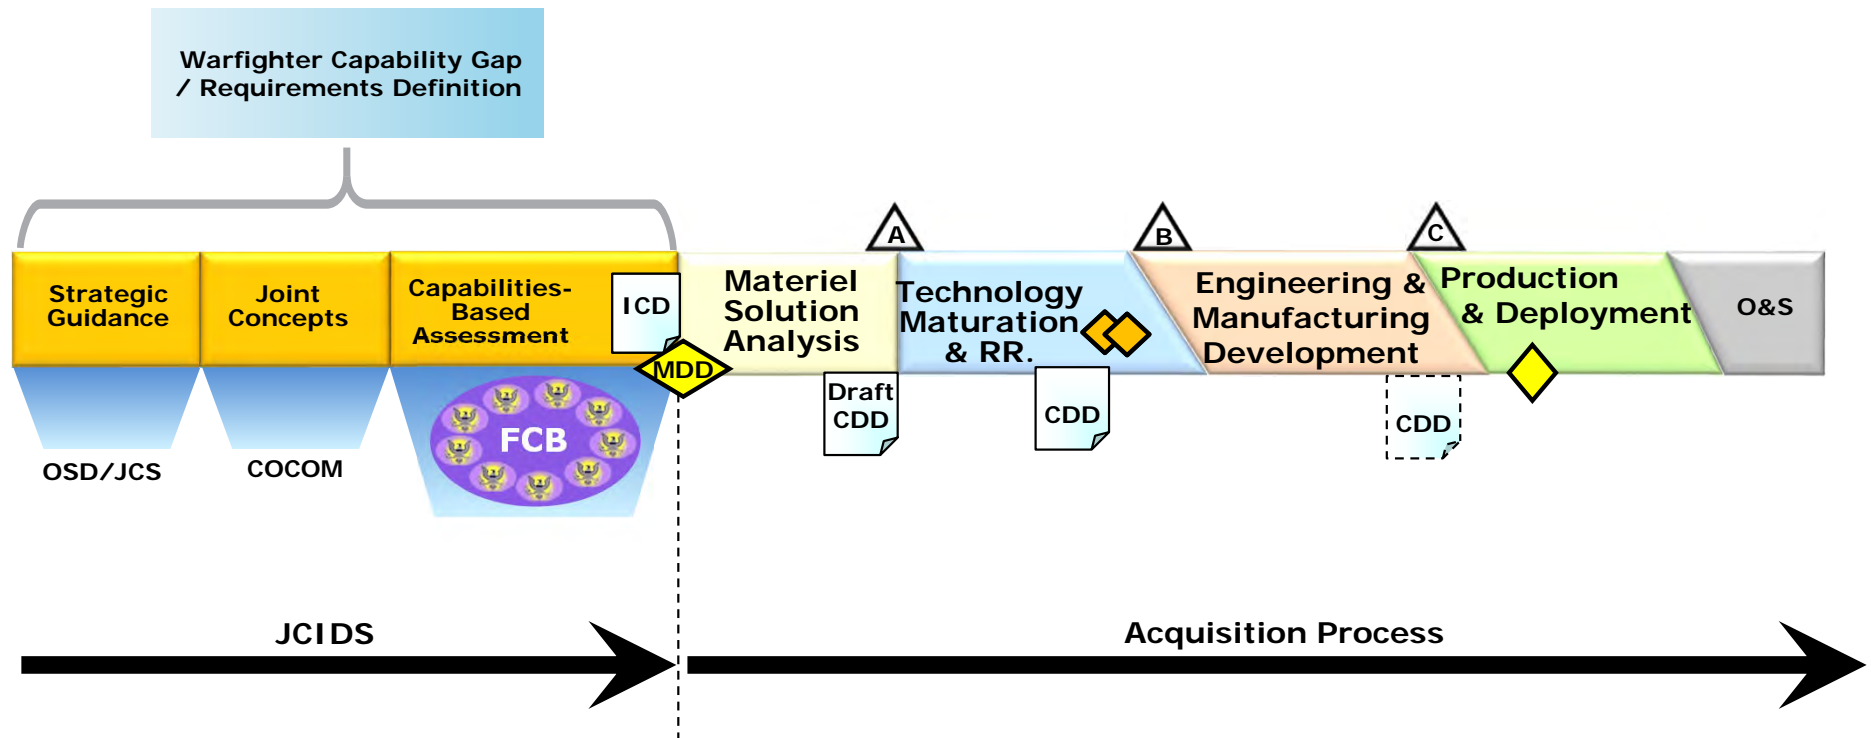 Warfighter Capability Gap
/ Requirements Definition
A
B
C
Strategic
Guidance
Joint
Concepts
Capabilities-
Based
Assessment
ICD
MDD
Materiel
Solution
Analysis
Technology
Maturation
& RR.
Engineering &
Manufacturing
Development
Production
& Deployment
O&S
Draft
CDD
CDD
CDD
OSD/JCS
COCOM
FCB
JCIDS
Acquisition Process